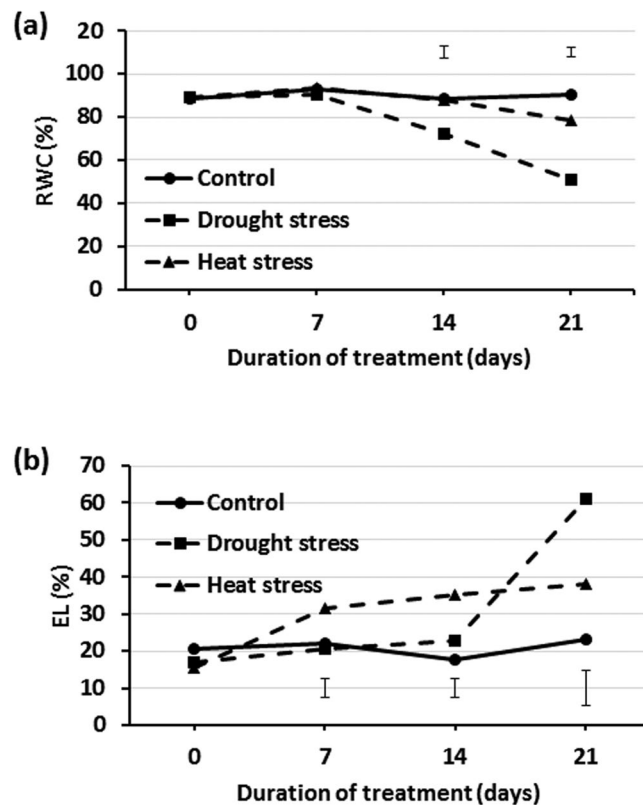 (a)
20
100
80
60
40
20
0
RWC (%)
Control
Drought stress
Heat stress
0 7 14 21
Duration of treatment (days)
(b)
70
60
50
40
30
20
10
0
EL (%)
Control
Drought stress
Heat stress
0 7 14 21
Duration of treatment (days)